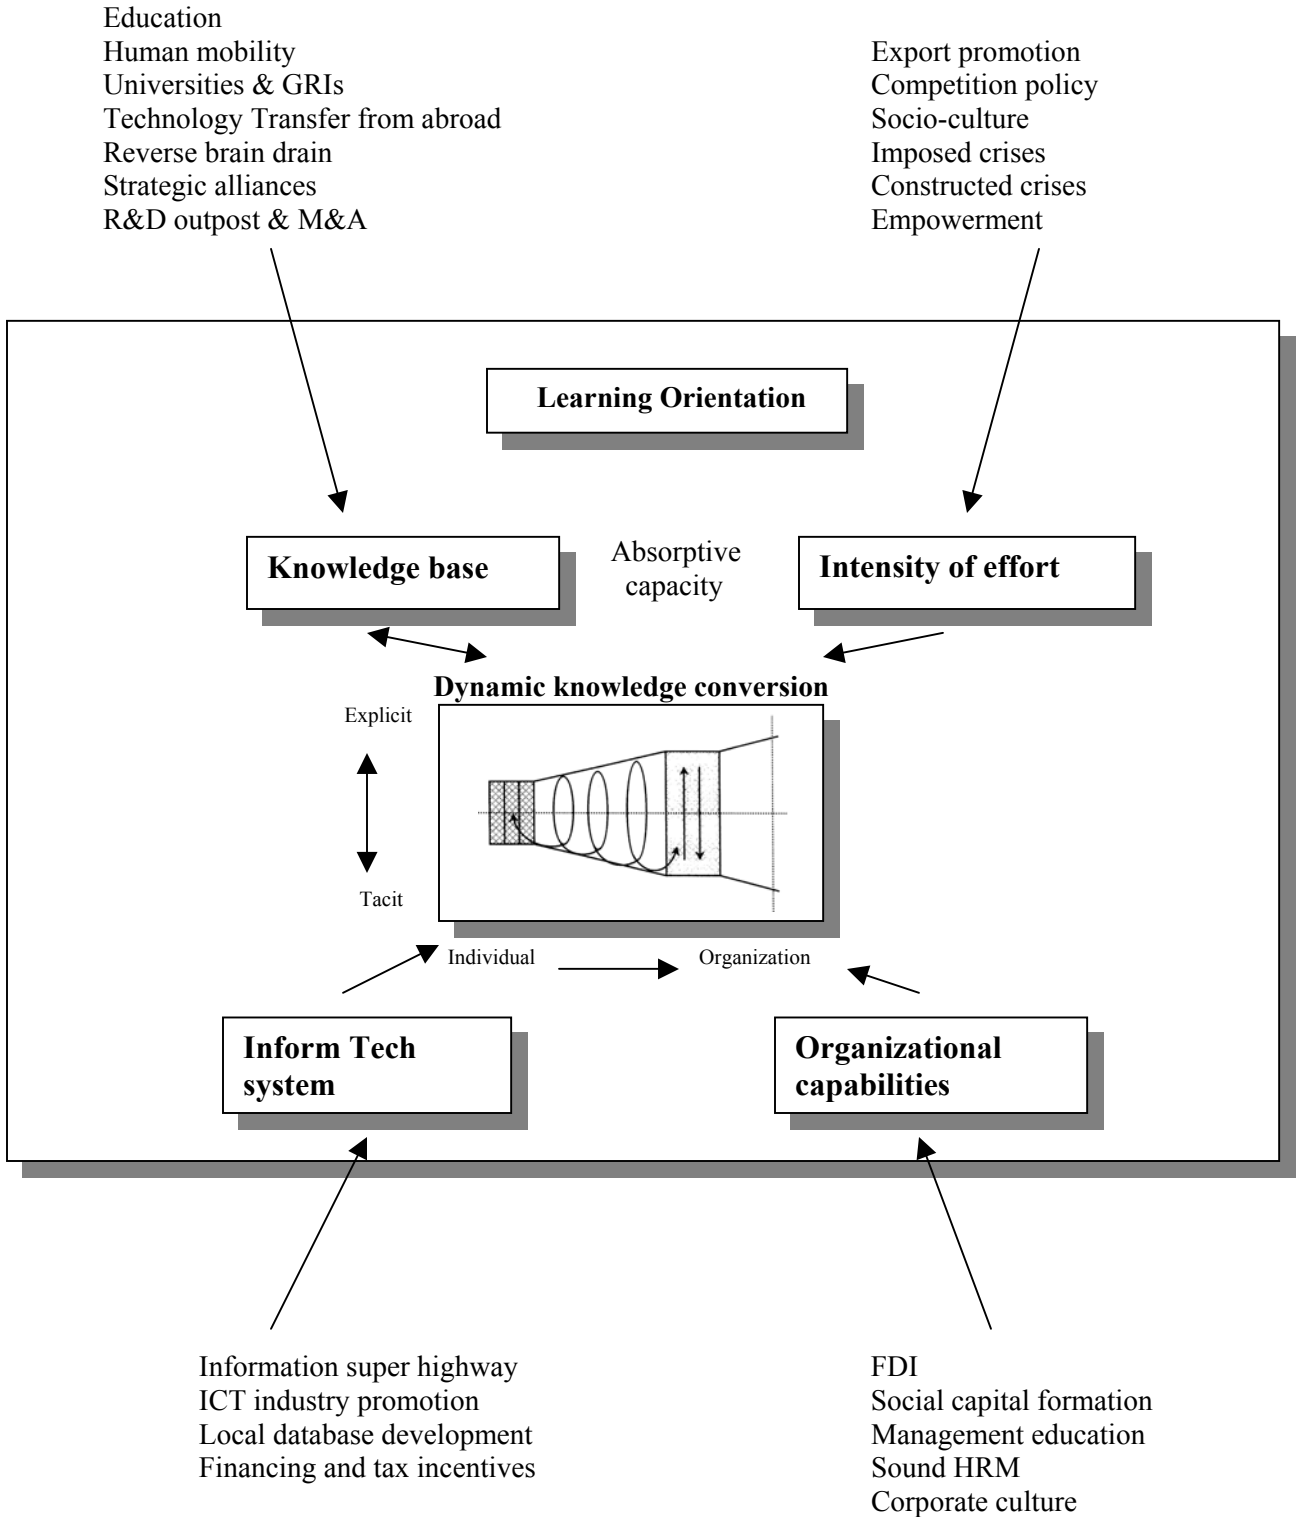 Education
Human mobility
Universities & GRIs
Technology Transfer from abroad
Reverse brain drain
Strategic alliances
R&D outpost & M&A
Export promotion
Competition policy
Socio-culture
Imposed crises
Constructed crises
Empowerment
Learning Orientation
Knowledge base
Absorptive
capacity
Intensity of effort
Dynamic knowledge conversion
Explicit
Tacit
Individual
Organization
Inform Tech
system
Organizational
capabilities
Information super highway
ICT industry promotion
Local database development
Financing and tax incentives
FDI
Social capital formation
Management education
Sound HRM
Corporate culture